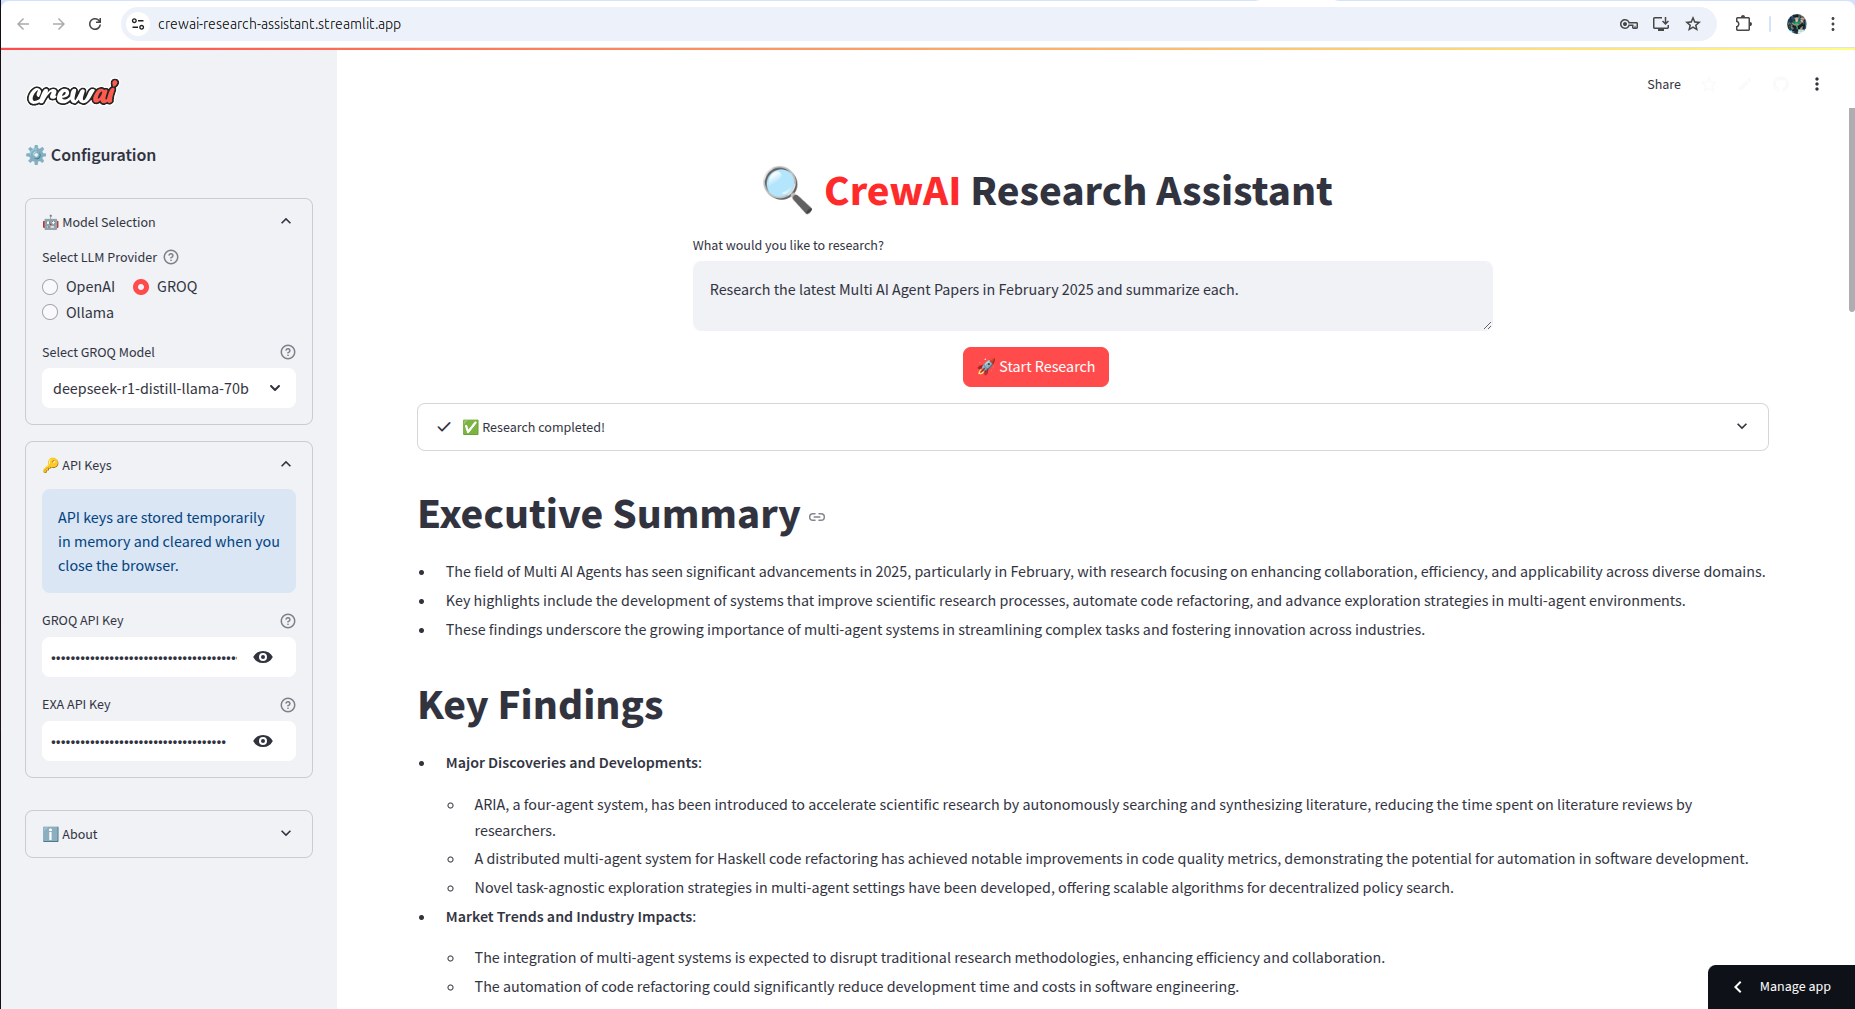 crewai-research-assistant.streamlit.app
crewai
Share
Configuration
CrewAI Research Assistant
Model Selection
What would you like to research?
Select LLM Provider
OpenAI GROQ
Research the latest Multi AI Agent Papers in February 2025 and summarize each.
Ollama
Select GROQ Model
Start Research
deepseek-r1-distill-llama-70b
Research completed!
API Keys
API keys are stored temporarily
in memory and cleared when you
close the browser.
GROQ API Key
EXA API Key
About
Executive Summary
The field of Multi AI Agents has seen significant advancements in 2025, particularly in February, with research focusing on enhancing collaboration, efficiency, and applicability across diverse domains.
Key highlights include the development of systems that improve scientific research processes, automate code refactoring, and advance exploration strategies in multi-agent environments.
These findings underscore the growing importance of multi-agent systems in streamlining complex tasks and fostering innovation across industries.
Key Findings
Major Discoveries and Developments:
ARIA, a four-agent system, has been introduced to accelerate scientific research by autonomously searching and synthesizing literature, reducing the time spent on literature reviews by
researchers.
A distributed multi-agent system for Haskell code refactoring has achieved notable improvements in code quality metrics, demonstrating the potential for automation in software development.
Novel task-agnostic exploration strategies in multi-agent settings have been developed, offering scalable algorithms for decentralized policy search.
Market Trends and Industry Impacts:
The integration of multi-agent systems is expected to disrupt traditional research methodologies, enhancing efficiency and collaboration.
The automation of code refactoring could significantly reduce development time and costs in software engineering.
Manage app